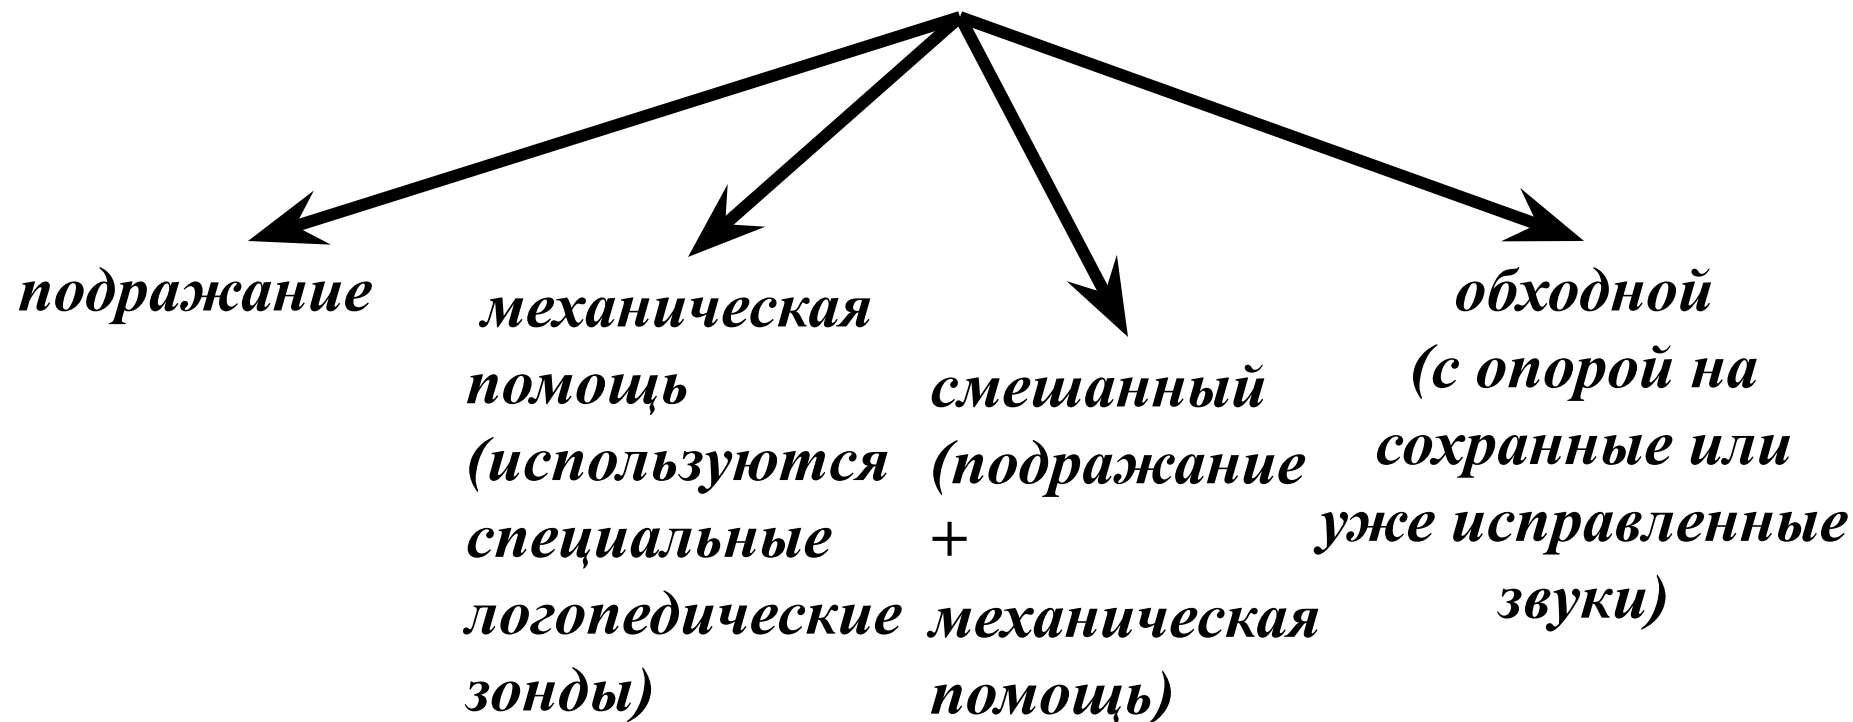 подражание
механическая
помощь
(используются
специальные
логопедические
зонды)
смешанный
(подражание
+
механическая
помощь)
обходной
(с опорой на
сохранные или
уже исправленные
звуки)